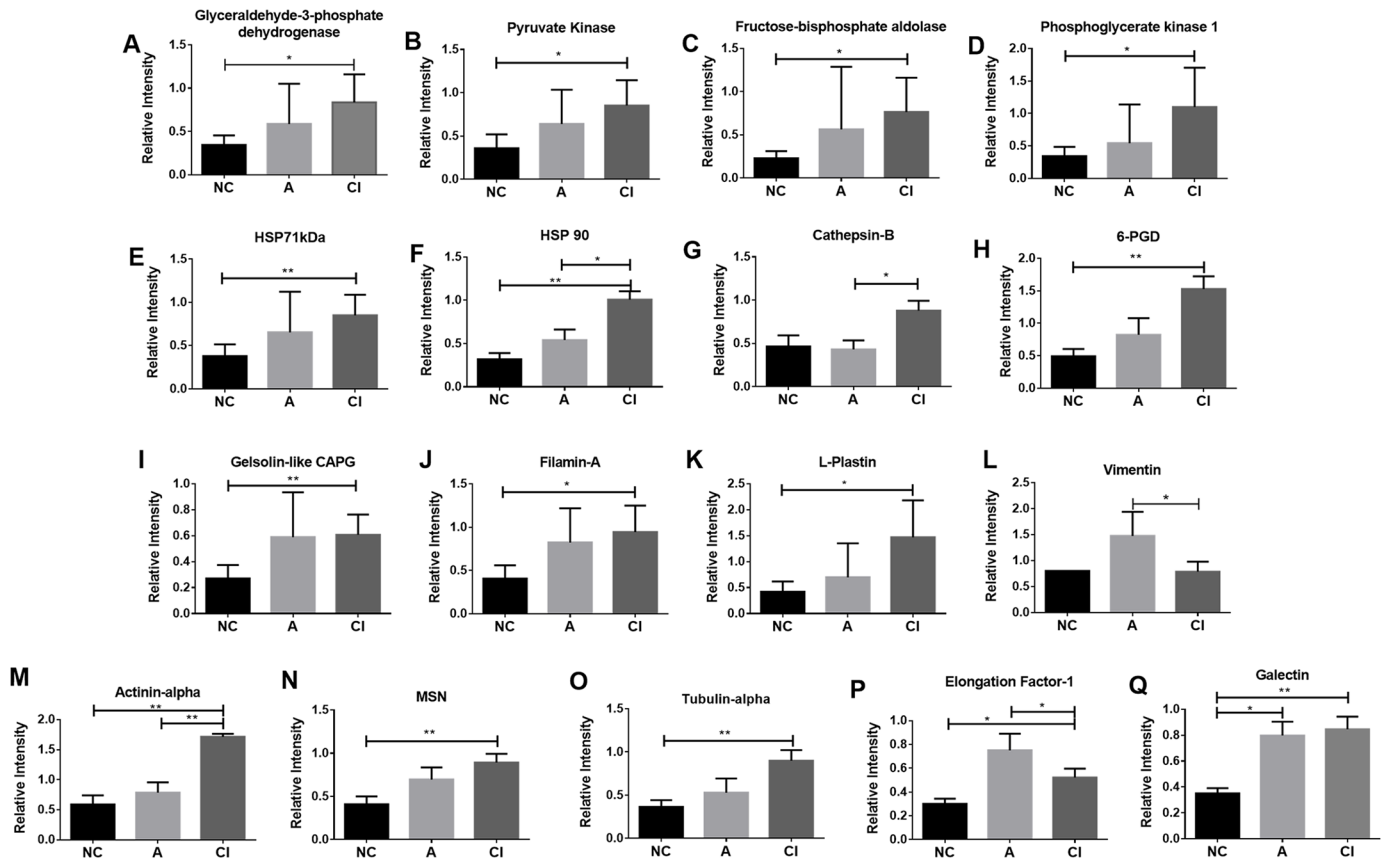 A
Glyceraldehyde-3-phosphate
dehydrogenase
Relative Intensity
1.5
1.0
0.5
0.0
*
NC A CI
B
Pyruvate Kinase
Relative Intensity
1.5
1.0
0.5
0.0
*
NC A CI
C
Fructose-bisphosphate aldolase
Relative Intensity
1.5
1.0
0.5
0.0
*
NC A CI
D
Phosphoglycerate kinase 1
Relative Intensity
2.0
1.5
1.0
0.5
0.0
*
NC A CI
E
HSP71kDa
Relative Intensity
1.5
1.0
0.5
0.0
**
NC A CI
F
HSP 90
Relative Intensity
1.5
1.0
0.5
0.0
*
**
NC A CI
G
Cathepsin-B
Relative Intensity
1.5
1.0
0.5
0.0
*
NC A CI
H
6-PGD
Relative Intensity
2.0
1.5
1.0
0.5
0.0
**
NC A CI
I
Gelsolin-like CAPG
Relative Intensity
1.0
0.8
0.6
0.4
0.2
0.0
**
NC A CI
J
Filamin-A
Relative Intensity
1.5
1.0
0.5
0.0
*
NC A CI
K
L-Plastin
Relative Intensity
2.5
2.0
1.5
1.0
0.5
0.0
*
NC A CI
L
Vimentin
Relative Intensity
2.5
2.0
1.5
1.0
0.5
0.0
*
NC A CI
M
Actinin-alpha
Relative Intensity
2.0
1.5
1.0
0.5
0.0
**
**
NC A CI
N
MSN
Relative Intensity
1.5
1.0
0.5
0.0
**
NC A CI
O
Tubulin-alpha
Relative Intensity
1.5
1.0
0.5
0.0
**
NC A CI
P
Elongation Factor-1
Relative Intensity
1.0
0.8
0.6
0.4
0.2
0.0
*
*
NC A CI
Q
Galectin
Relative Intensity
1.0
0.8
0.6
0.4
0.2
0.0
**
*
NC A CI